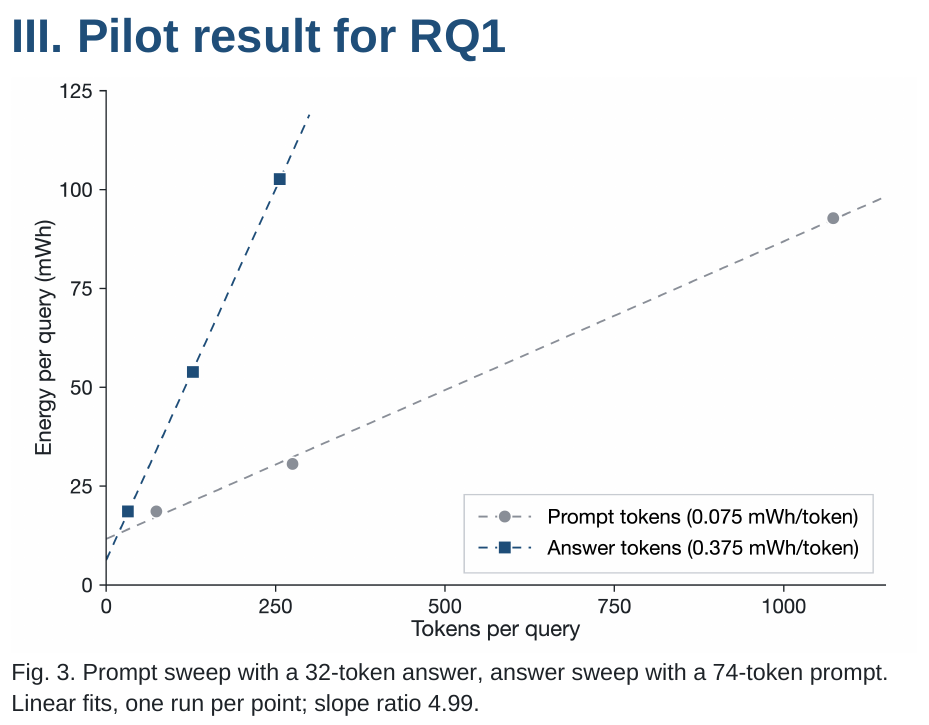 III. Pilot result for RQ1
125
100
75
50
25
0
Energy per query (mWh)
Prompt tokens (0.075 mWh/token)
Answer tokens (0.375 mWh/token)
0 250 500 750 1000
Tokens per query
Fig. 3. Prompt sweep with a 32-token answer, answer sweep with a 74-token prompt.
Linear fits, one run per point; slope ratio 4.99.